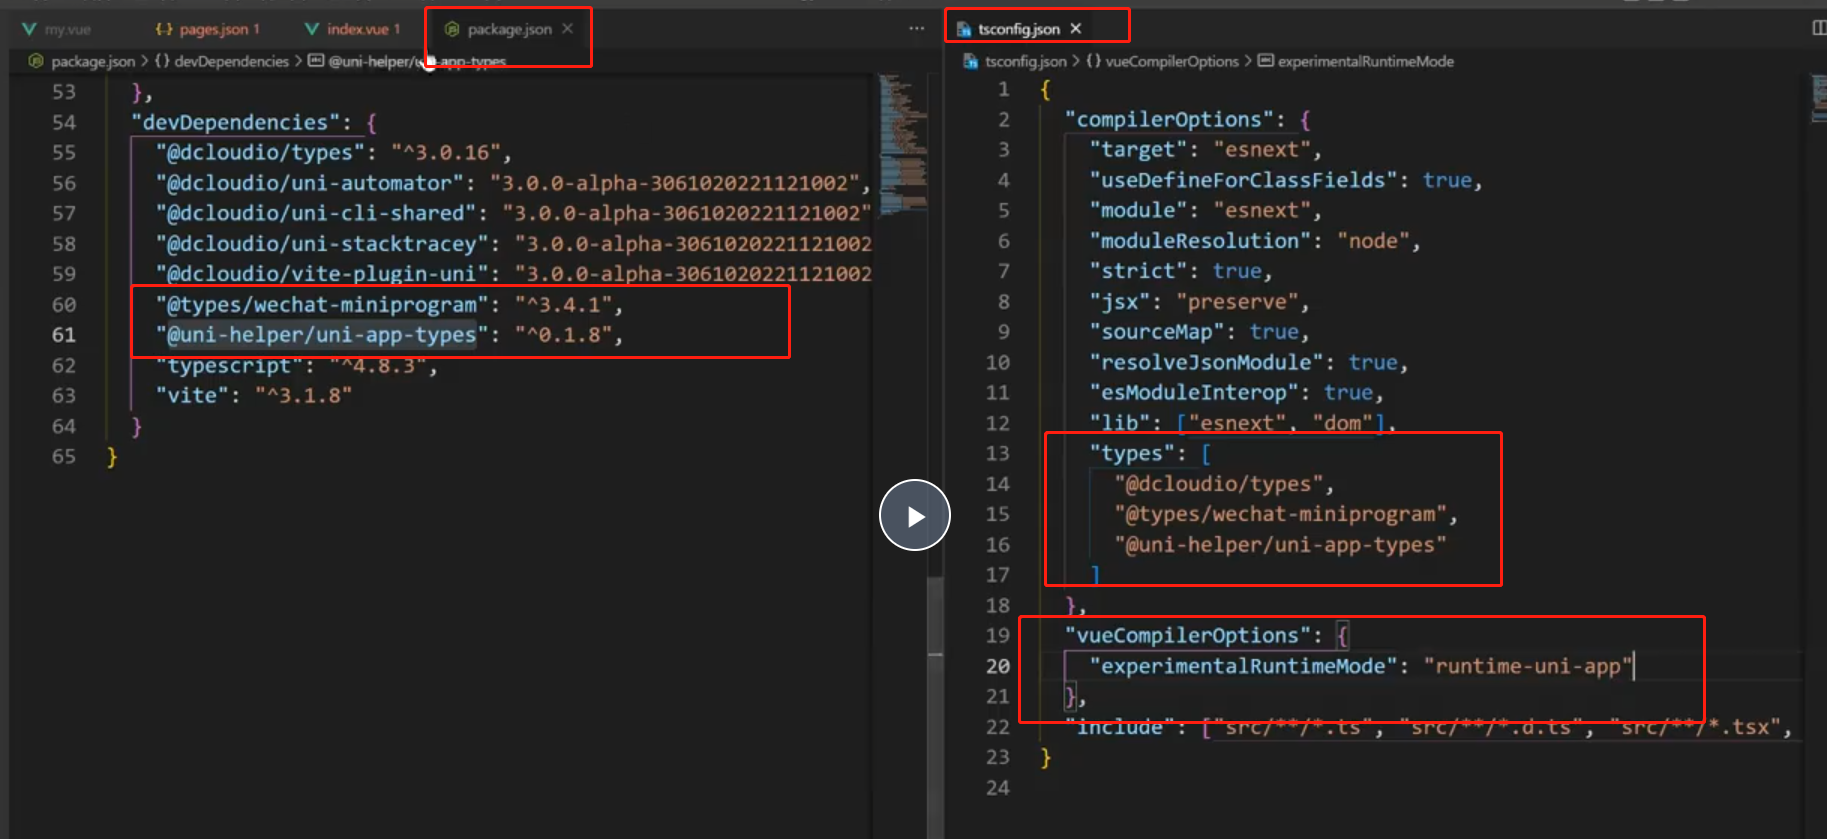 my.vue
{..} pages.json 1
index.vue 1
package.json
package.json > {} devDependencies > @uni-helper/uni-app-types
53 },
54 "devDependencies": {
55 "@dcloudio/types": "^3.0.16",
56 "@dcloudio/uni-automator": "3.0.0-alpha-3061020221121002",
57 "@dcloudio/uni-cli-shared": "3.0.0-alpha-3061020221121002"
58 "@dcloudio/uni-stacktracey": "3.0.0-alpha-3061020221121002
59 "@dcloudio/vite-plugin-uni": "3.0.0-alpha-3061020221121002
60 "@types/wechat-miniprogram": "^3.4.1",
61 "@uni-helper/uni-app-types": "^0.1.8",
62 "typescript": "^4.8.3",
63 "vite": "^3.1.8"
64 }
65 }
tsconfig.json
tsconfig.json > {} vueCompilerOptions > experimentalRuntimeMode
1 {
2 "compilerOptions": {
3 "target": "esnext",
4 "useDefineForClassFields": true,
5 "module": "esnext",
6 "moduleResolution": "node",
7 "strict": true,
8 "jsx": "preserve",
9 "sourceMap": true,
10 "resolveJsonModule": true,
11 "esModuleInterop": true,
12 "lib": ["esnext", "dom"],
13 "types": [
14 "@dcloudio/types",
15 "@types/wechat-miniprogram",
16 "@uni-helper/uni-app-types"
17 ]
18 },
19 "vueCompilerOptions": {
20 "experimentalRuntimeMode": "runtime-uni-app"
21 },
22 "include": ["src/**/*.ts", "src/**/*.d.ts", "src/**/*.tsx",
23 }
24